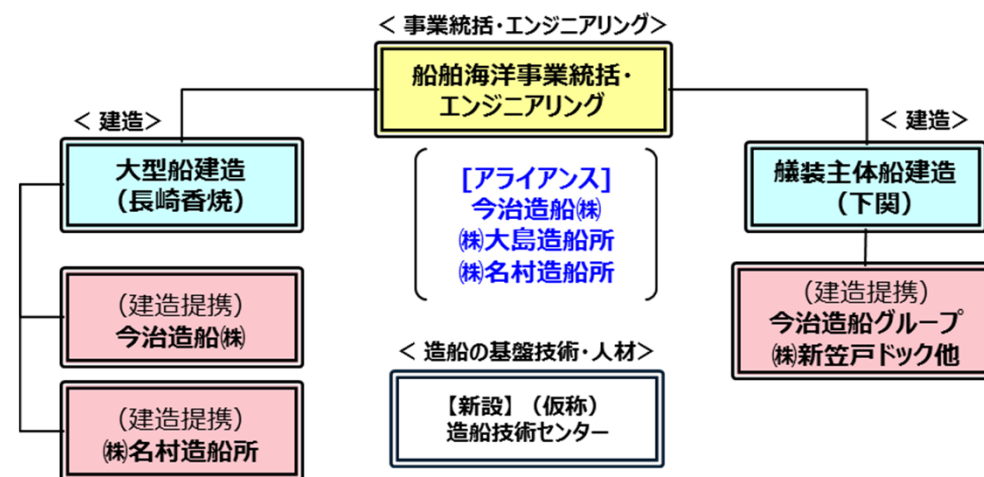 < 事業統括・エンジニアリング>
船舶海洋事業統括・
エンジニアリング
< 建造>
大型船建造
(長崎香焼)
(建造提携)
今治造船㈱
(建造提携)
㈱名村造船所
[アライアンス]
今治造船㈱
㈱大島造船所
㈱名村造船所
< 造船の基盤技術・人材>
【新設】(仮称)
造船技術センター
< 建造>
艤装主体船建造
(下関)
(建造提携)
今治造船グループ
㈱新笠戸ドック他